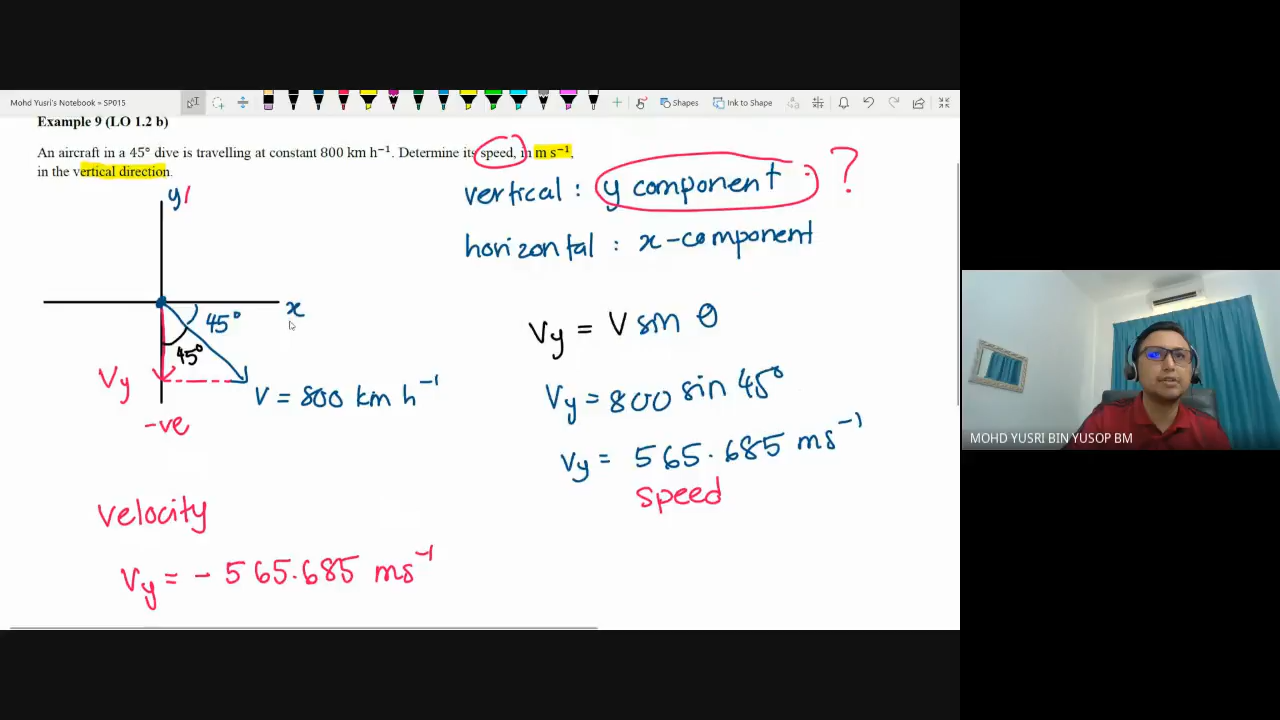 Mohd Yusri's Notebook » SP015
Shapes
Ink to Shape
Example 9 (LO 1.2 b)
An aircraft in a 45° dive is travelling at constant 800 km h⁻¹. Determine its speed, in m s⁻¹,
in the vertical direction.
vertical : y component ?
horizontal : x-component
y
x
45°
45°
Vy
V = 800 km h⁻¹
-ve
Vy = V sin θ
Vy = 800 sin 45°
Vy = 565.685 ms⁻¹
speed
velocity
Vy = - 565.685 ms⁻¹
MOHD YUSRI BIN YUSOP BM